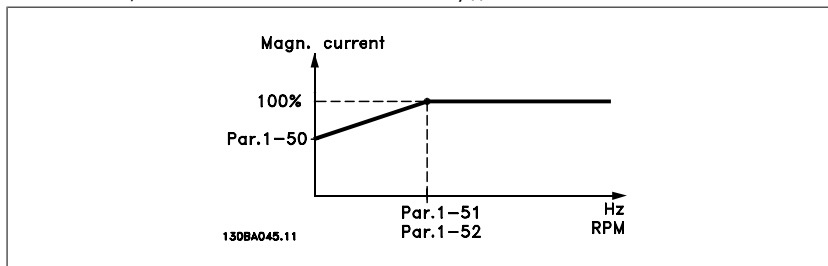 Magn. current
100%
Par.1-50
Par.1-51
Par.1-52
Hz
RPM
130BA045.11